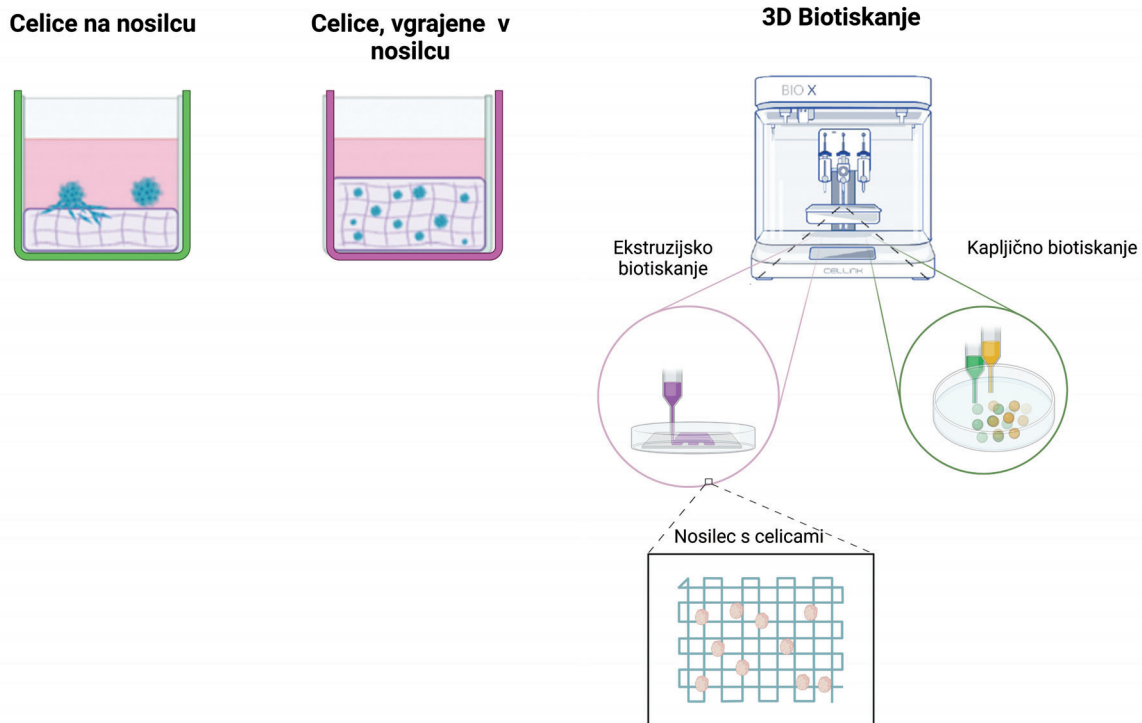 Celice na nosilcu
Celice, vgrajene v
nosilcu
3D Biotiskanje
BIO X
CELLINK
Ekstruzijsko
biotiskanje
Kapljično biotiskanje
Nosilec s celicami